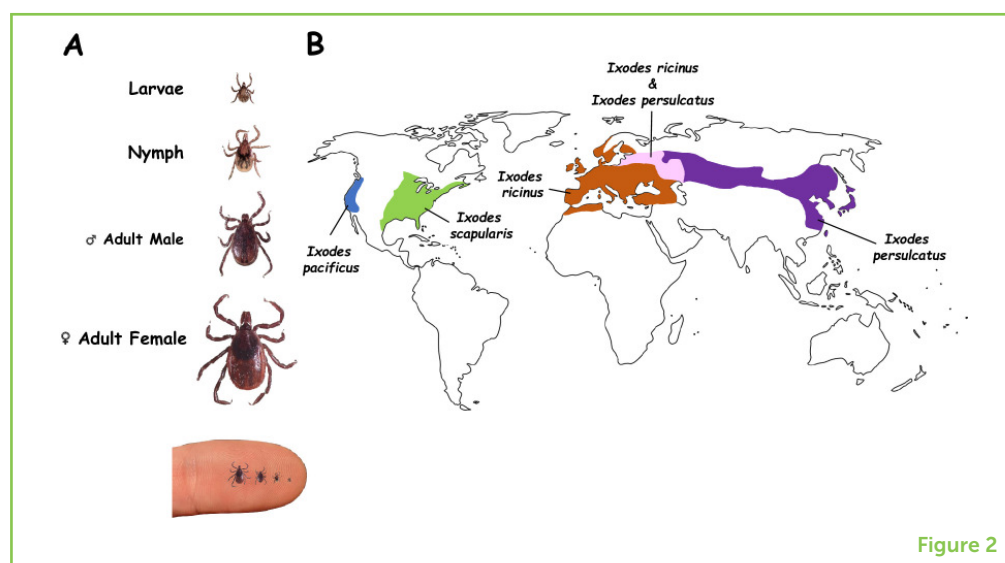 A
B
Larvae
Nymph
♂ Adult Male
♀ Adult Female
Ixodes ricinus
&
Ixodes persulcatus
Ixodes
ricinus
Ixodes
scapularis
Ixodes
pacificus
Ixodes
persulcatus
Figure 2